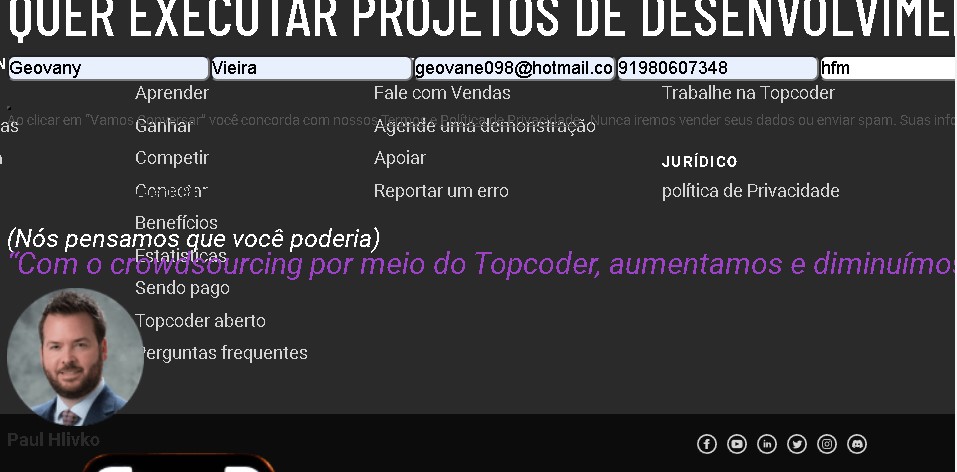 QUER EXECUTAR PROJETOS DE DESENVOLVIME
Geovany Vieira geovane098@hotmail.co 91980607348 hfm
Aprender Fale com Vendas Trabalhe na Topcoder
Ao clicar em "Vamos Conversar" você concorda com nossos Termos e Política de Privacidade. Nunca iremos vender seus dados ou enviar spam. Suas info
as Ganhar Agende uma demonstração
Competir Apoiar JURÍDICO
Conectar Reportar um erro política de Privacidade
Benefícios
(Nós pensamos que você poderia)
Estatísticas
"Com o crowdsourcing por meio do Topcoder, aumentamos e diminuímos
Sendo pago
Topcoder aberto
Perguntas frequentes
Paul Hlivko